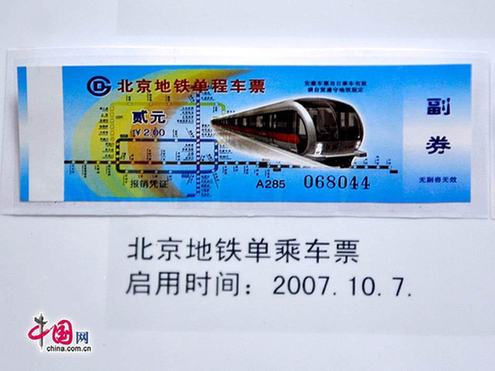 北京地铁单程车票
贰元
¥2.00
报销凭证
A285
068044
副
券
无副券无效
北京地铁单乘车票
启用时间：2007.10.7.
中国网
china.com.cn